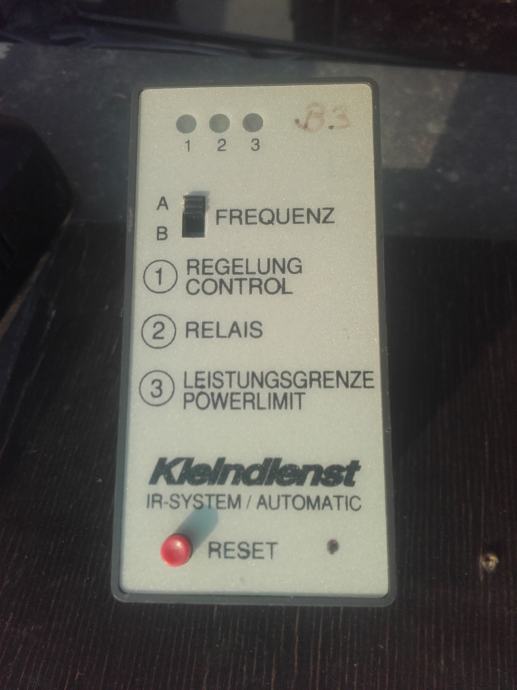 B3
1 2 3
A
FREQUENZ
B
1 REGELUNG
CONTROL
2 RELAIS
3 LEISTUNGSGRENZE
POWERLIMIT
Kleindienst
IR-SYSTEM / AUTOMATIC
RESET